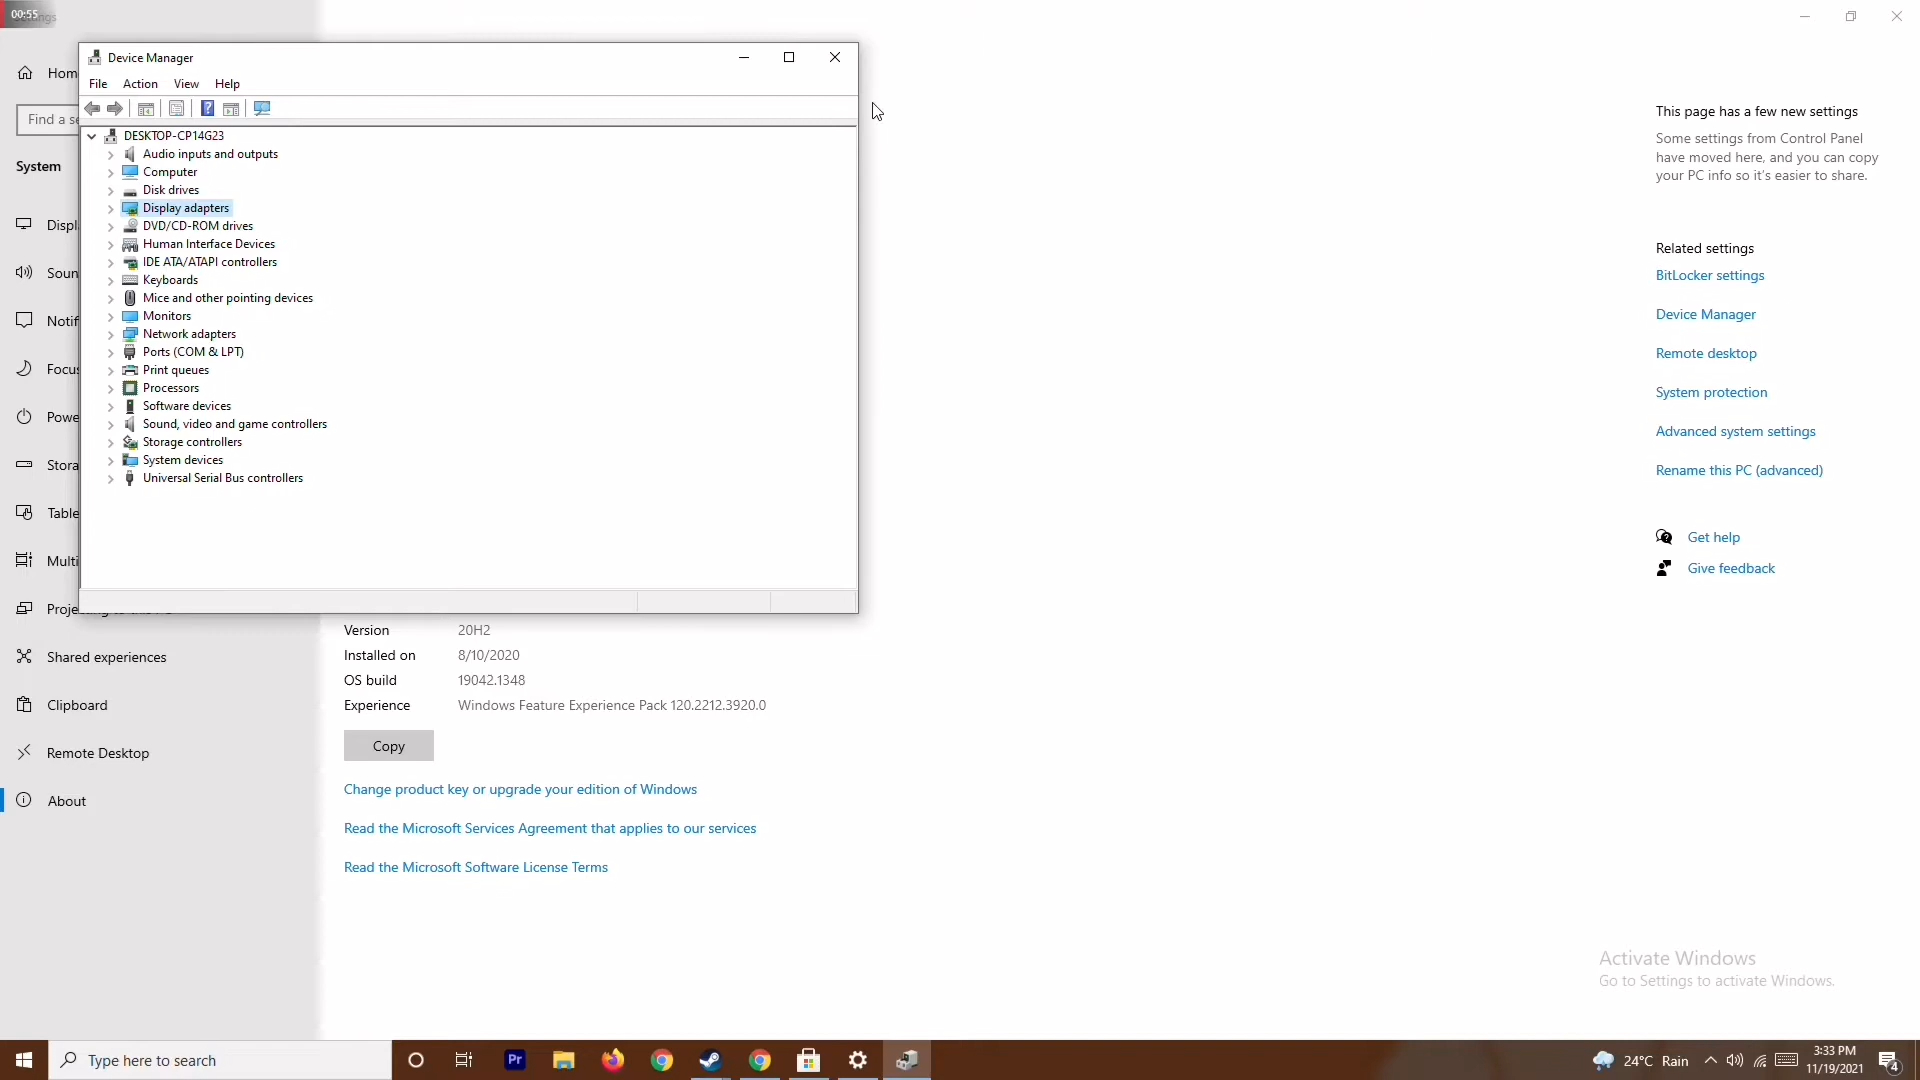 00:55
Device Manager
File Action View Help
DESKTOP-CP14G23
Audio inputs and outputs
Computer
Disk drives
Display adapters
DVD/CD-ROM drives
Human Interface Devices
IDE ATA/ATAPI controllers
Keyboards
Mice and other pointing devices
Monitors
Network adapters
Ports (COM & LPT)
Print queues
Processors
Software devices
Sound, video and game controllers
Storage controllers
System devices
Universal Serial Bus controllers
Hom
Find a se
System
Displ
Soun
Notif
Focus
Powe
Stora
Table
Multi
Shared experiences
Clipboard
Remote Desktop
About
Version 20H2
Installed on 8/10/2020
OS build 19042.1348
Experience Windows Feature Experience Pack 120.2212.3920.0
Copy
Change product key or upgrade your edition of Windows
Read the Microsoft Services Agreement that applies to our services
Read the Microsoft Software License Terms
This page has a few new settings
Some settings from Control Panel
have moved here, and you can copy
your PC info so it's easier to share.
Related settings
BitLocker settings
Device Manager
Remote desktop
System protection
Advanced system settings
Rename this PC (advanced)
Get help
Give feedback
Activate Windows
Go to Settings to activate Windows.
Type here to search
Pr
24°C Rain
3:33 PM
11/19/2021
4